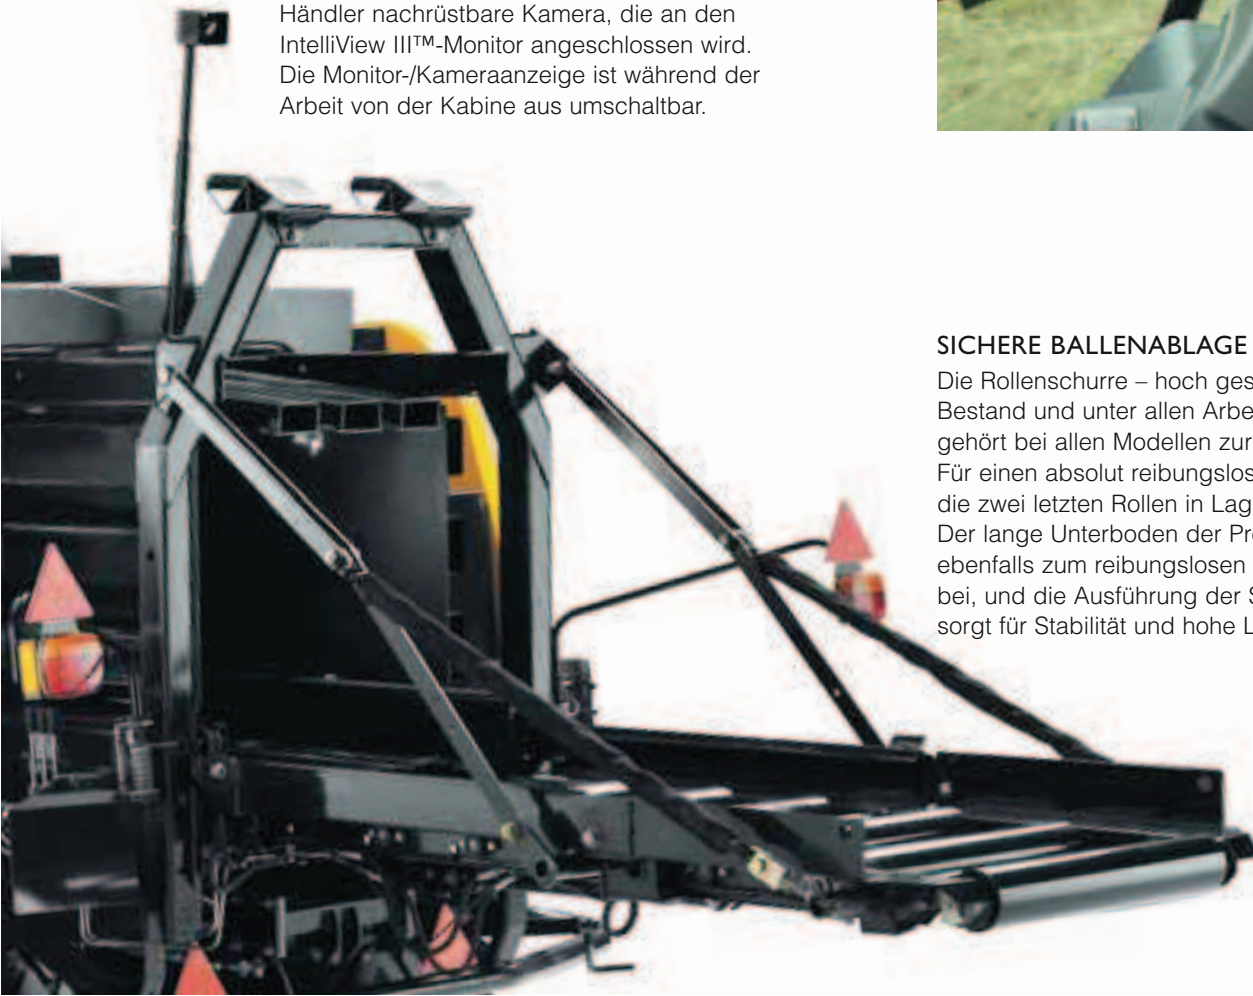 Händler nachrüstbare Kamera, die an den
IntelliView III™-Monitor angeschlossen wird.
Die Monitor-/Kameraanzeige ist während der
Arbeit von der Kabine aus umschaltbar.
SICHERE BALLENABLAGE
Die Rollenschurre – hoch ges
Bestand und unter allen Arbe
gehört bei allen Modellen zur
Für einen absolut reibungslos
die zwei letzten Rollen in Lag
Der lange Unterboden der Pre
ebenfalls zum reibungslosen
bei, und die Ausführung der S
sorgt für Stabilität und hohe L